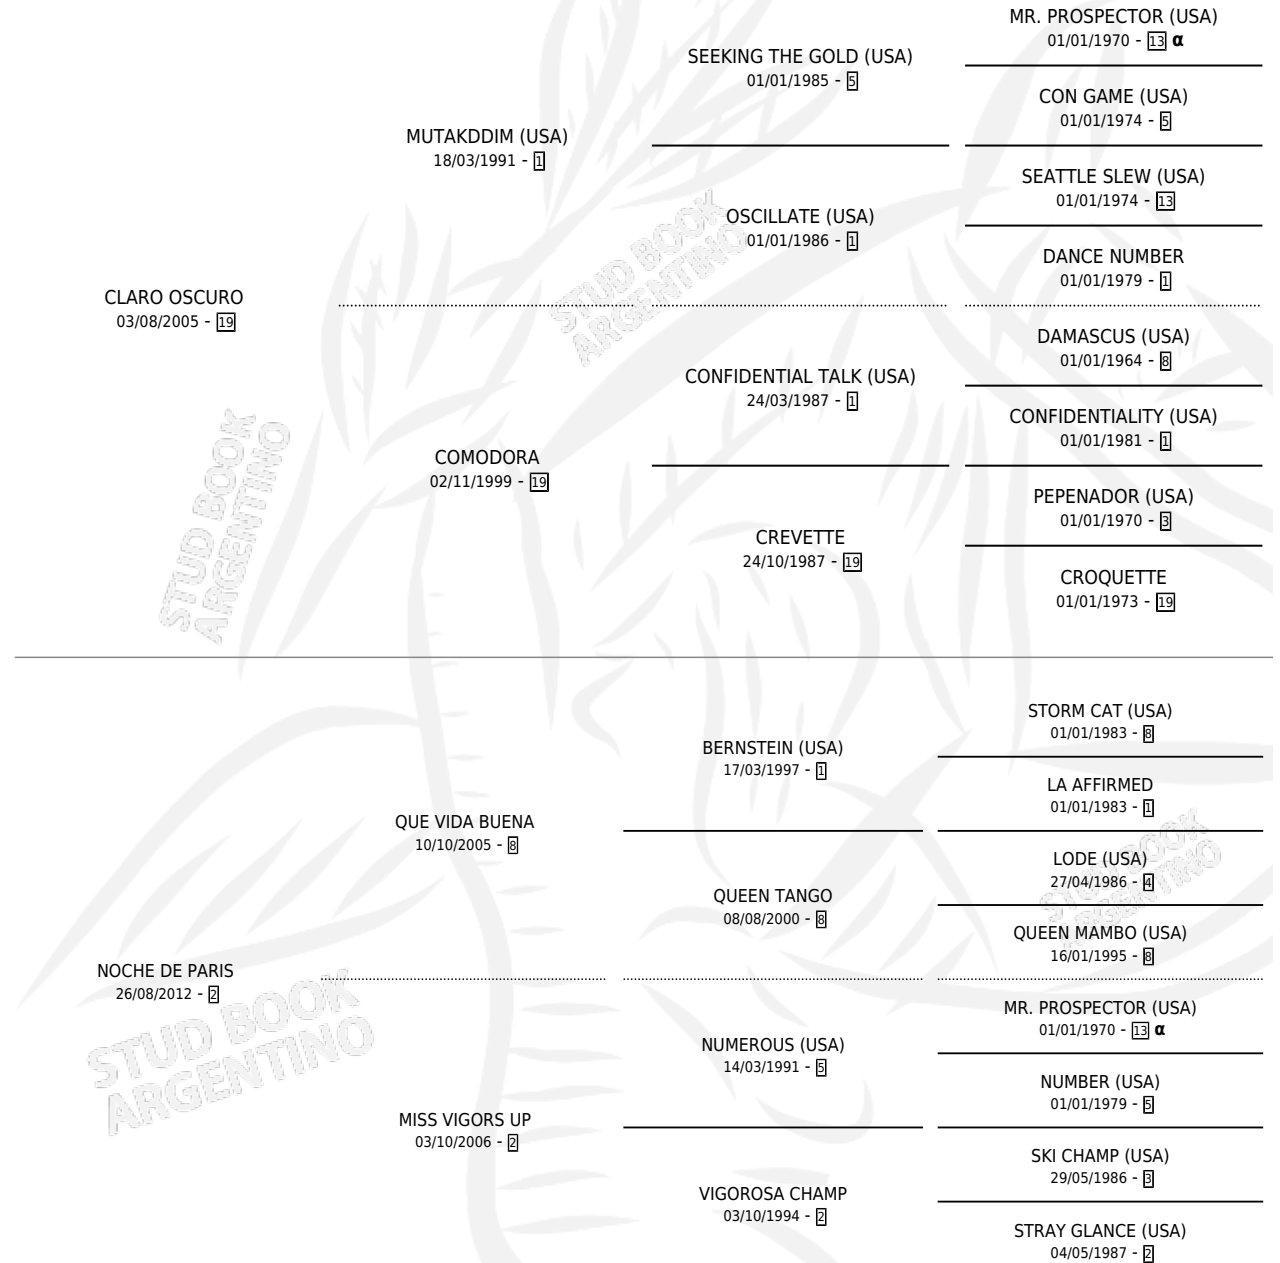 MR. PROSPECTOR (USA)
01/01/1970 - 13 α
SEEKING THE GOLD (USA)
01/01/1985 - 5
CON GAME (USA)
01/01/1974 - 5
MUTAKDDIM (USA)
18/03/1991 - 1
SEATTLE SLEW (USA)
01/01/1974 - 13
OSCILLATE (USA)
01/01/1986 - 1
DANCE NUMBER
01/01/1979 - 1
CLARO OSCURO
03/08/2005 - 19
DAMASCUS (USA)
01/01/1964 - 8
CONFIDENTIAL TALK (USA)
24/03/1987 - 1
CONFIDENTIALITY (USA)
01/01/1981 - 1
COMODORA
02/11/1999 - 19
PEPENADOR (USA)
01/01/1970 - 3
CREVETTE
24/10/1987 - 19
CROQUETTE
01/01/1973 - 19
STORM CAT (USA)
01/01/1983 - 8
BERNSTEIN (USA)
17/03/1997 - 1
LA AFFIRMED
01/01/1983 - 1
QUE VIDA BUENA
10/10/2005 - 8
LODE (USA)
27/04/1986 - 4
QUEEN TANGO
08/08/2000 - 8
QUEEN MAMBO (USA)
16/01/1995 - 8
NOCHE DE PARIS
26/08/2012 - 2
MR. PROSPECTOR (USA)
01/01/1970 - 13 α
NUMEROUS (USA)
14/03/1991 - 5
NUMBER (USA)
01/01/1979 - 5
MISS VIGORS UP
03/10/2006 - 2
SKI CHAMP (USA)
29/05/1986 - 3
VIGOROSA CHAMP
03/10/1994 - 2
STRAY GLANCE (USA)
04/05/1987 - 2
STUD BOOK
ARGENTINO
STUD BOOK
ARGENTINO
STUD BOOK
ARGENTINO
STUD BOOK
ARGENTINO